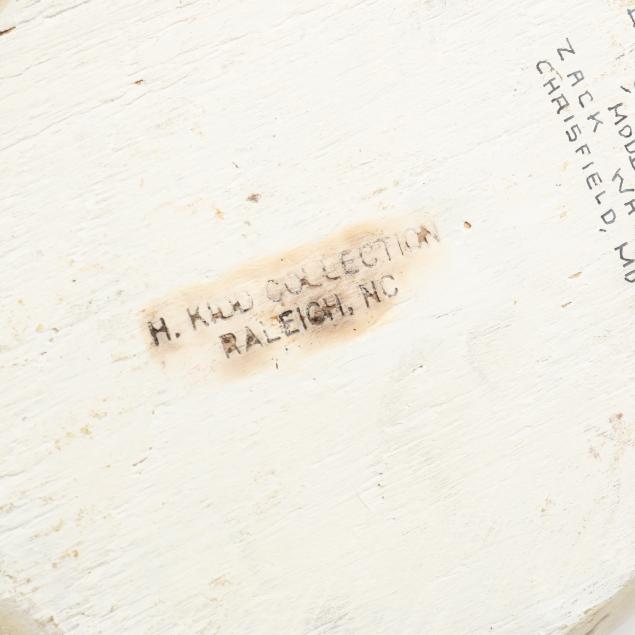 H. KIDD COLLECTION
RALEIGH, NC
ZACK
CHRISFIELD, MD